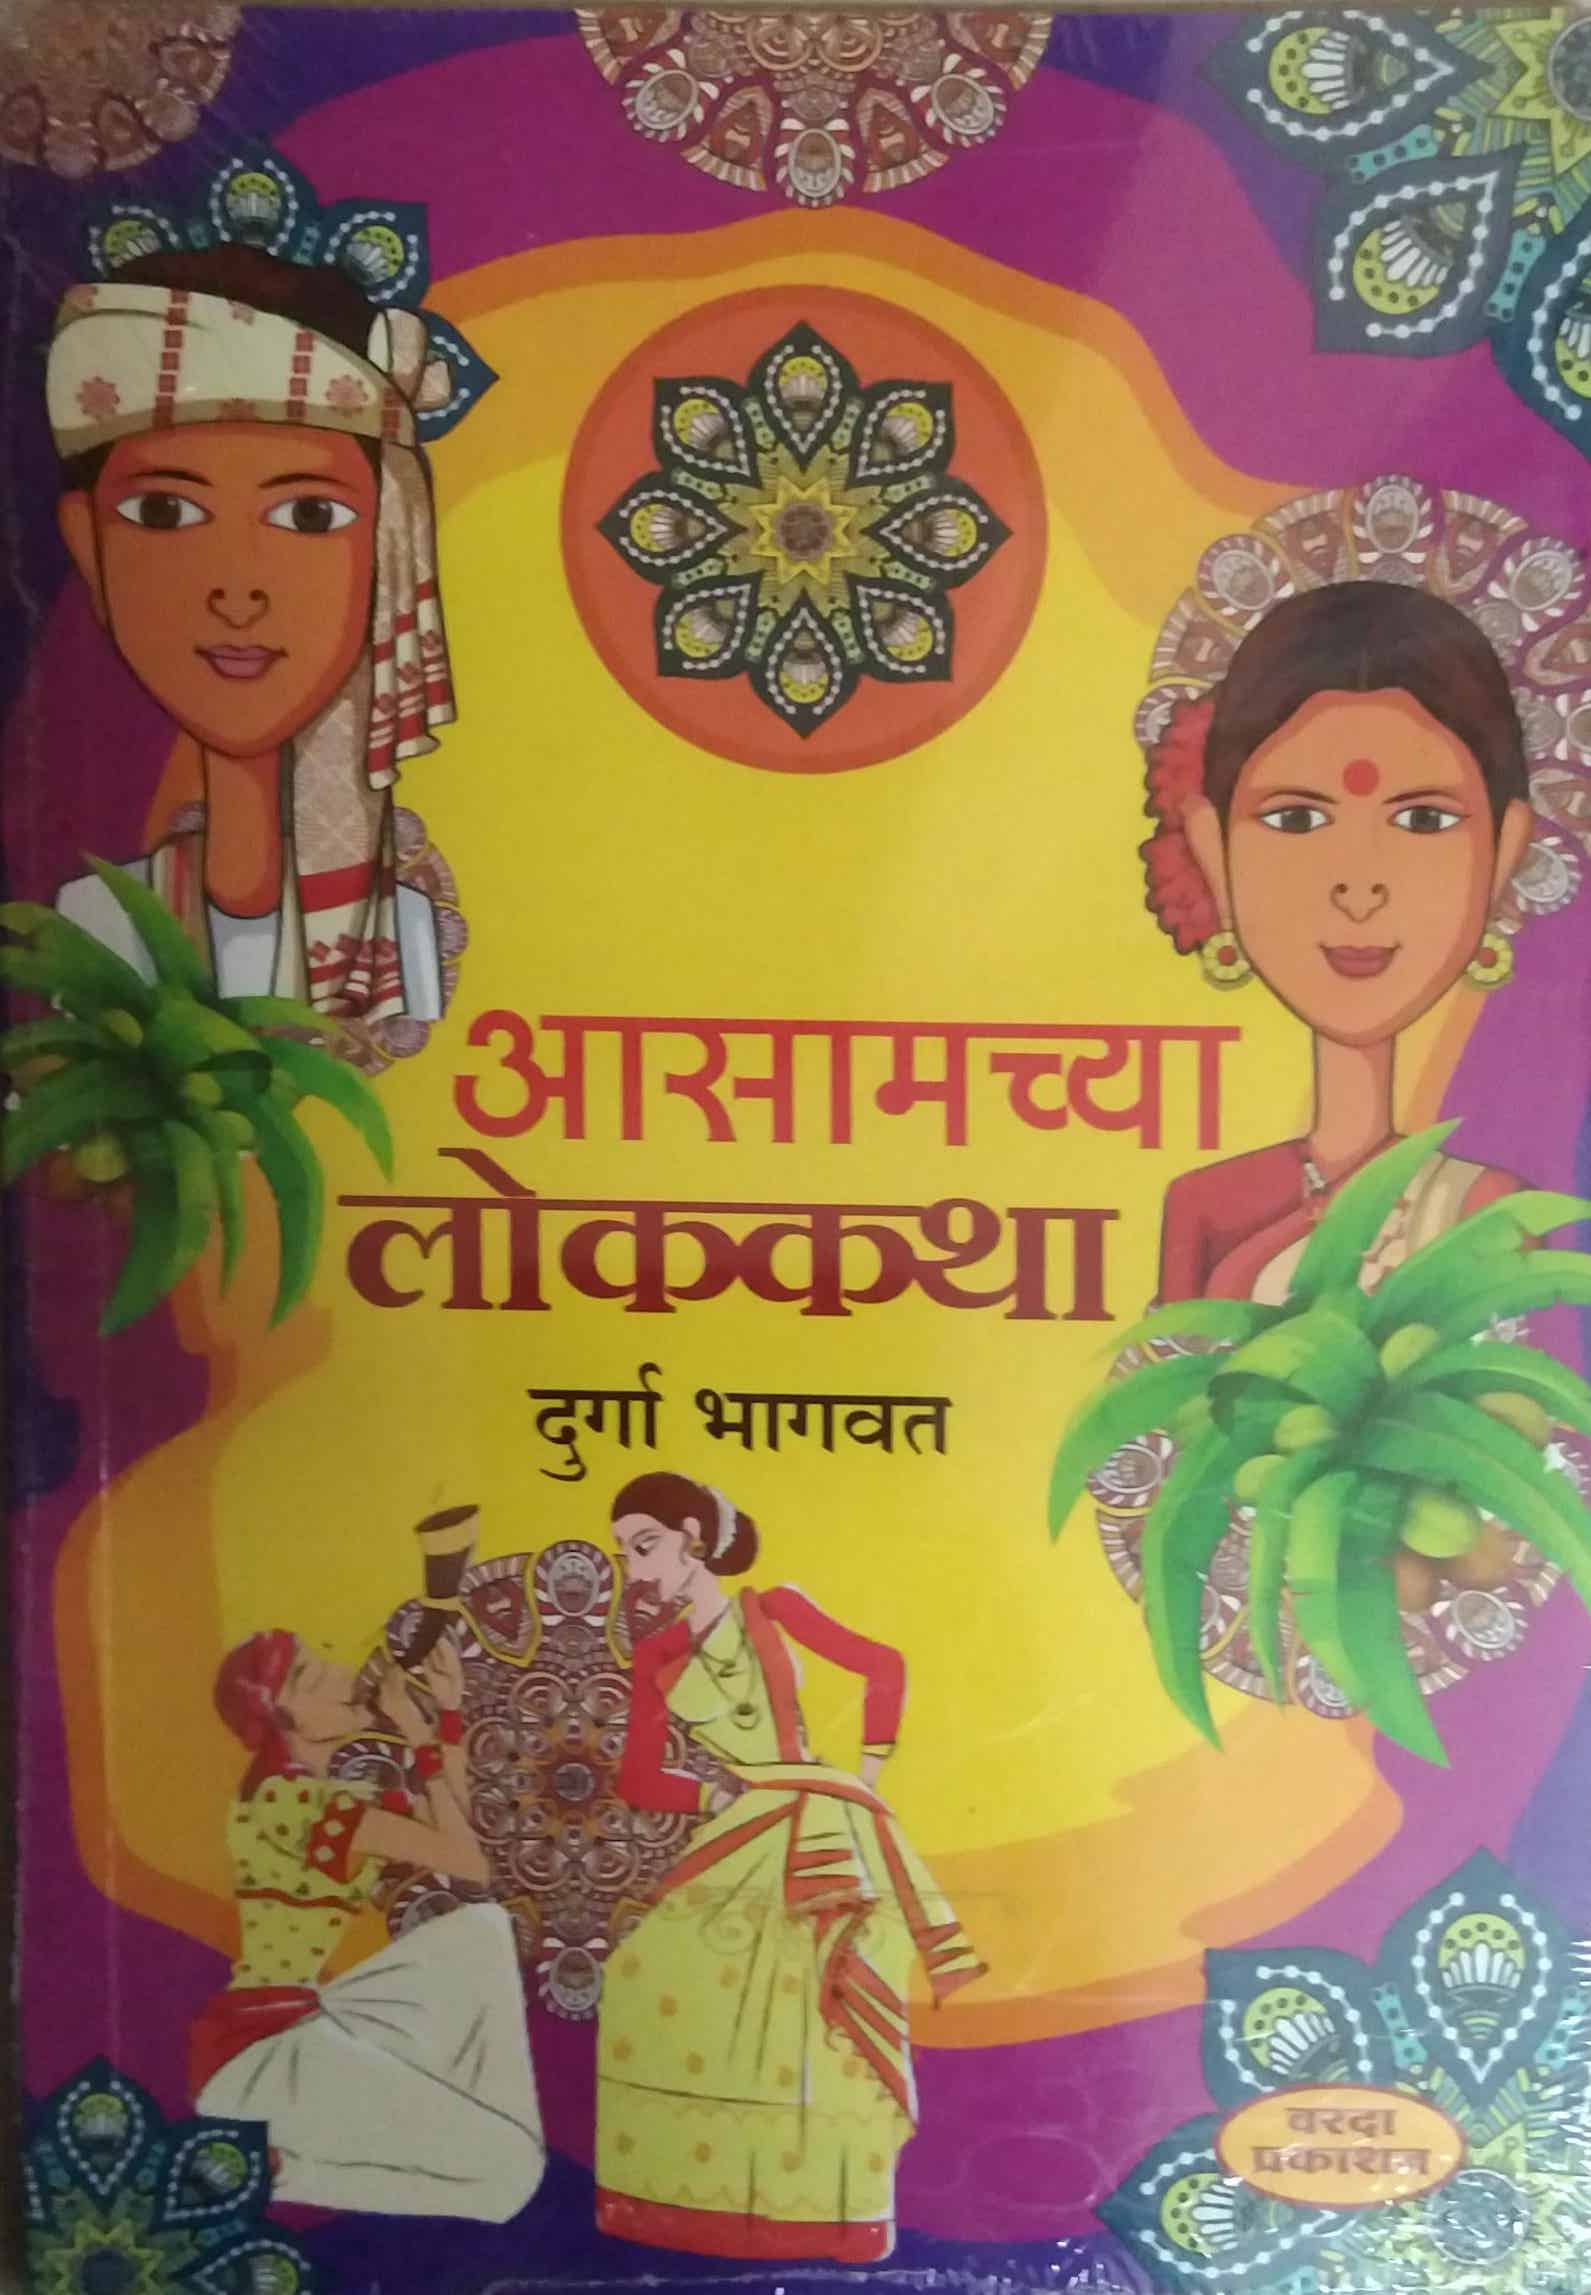 आसामच्या
लोककथा
दुर्गा भागवत
वरदा
प्रकाशन